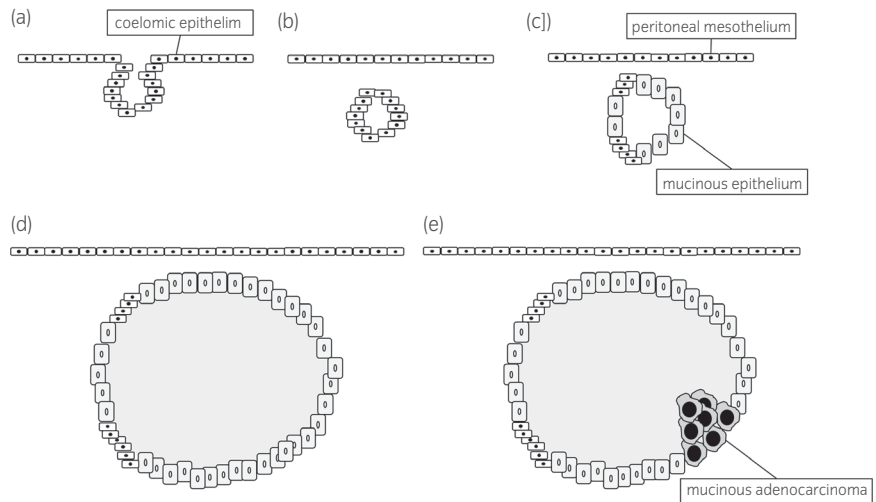 (a)
coelomic epithelim
(b)
(c])
peritoneal mesothelium
mucinous epithelium
(d)
(e)
mucinous adenocarcinoma